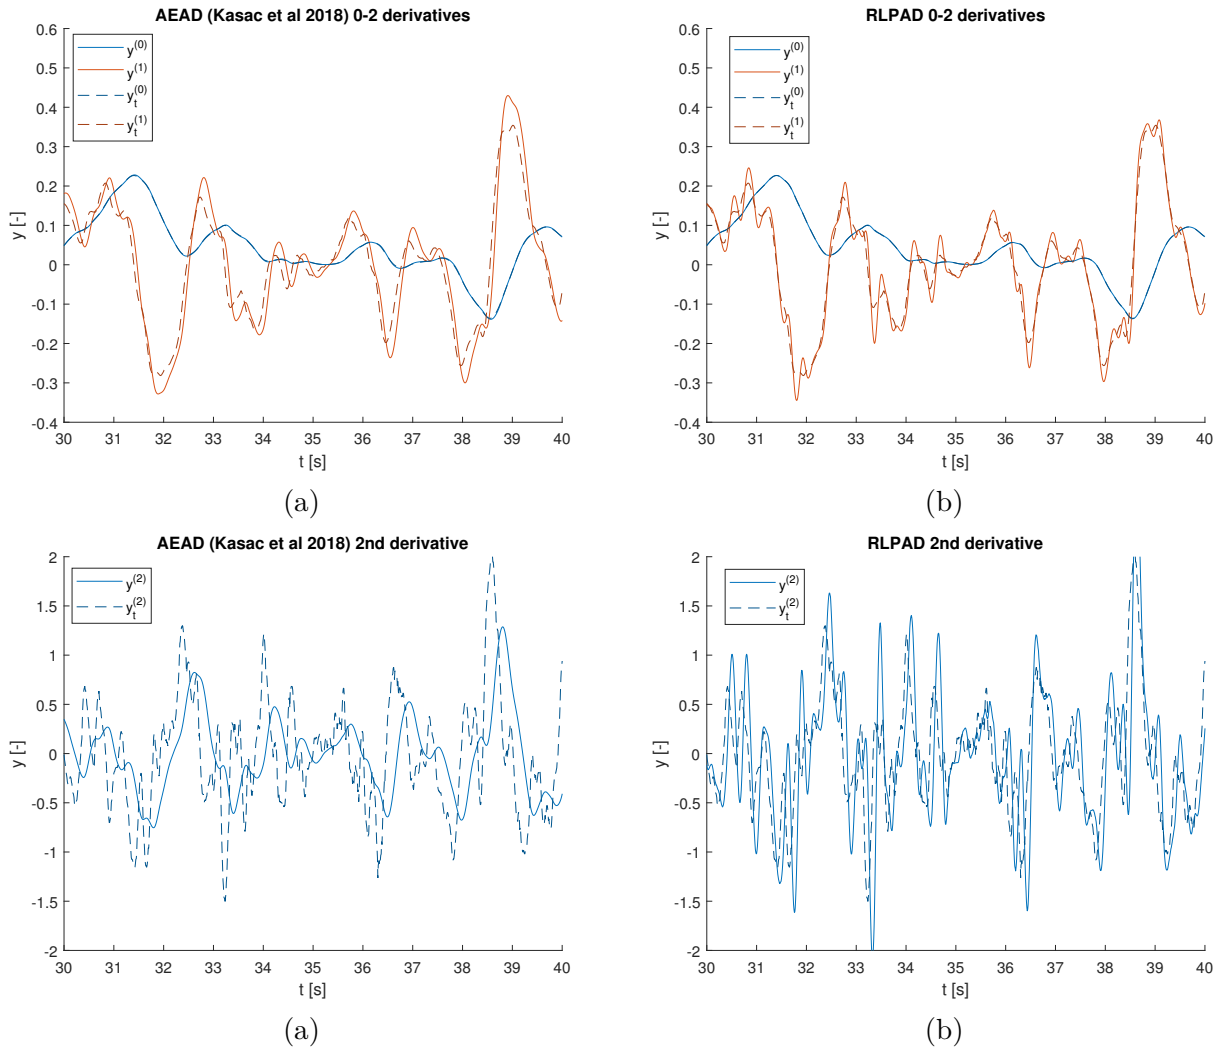 AEAD (Kasac et al 2018) 0-2 derivatives
0.6
0.5
0.4
0.3
0.2
0.1
0
-0.1
-0.2
-0.3
-0.4
y [-]
y^(0)
y^(1)
y_t^(0)
y_t^(1)
30 31 32 33 34 35 36 37 38 39 40
t [s]
(a)
RLPAD 0-2 derivatives
0.6
0.5
0.4
0.3
0.2
0.1
0
-0.1
-0.2
-0.3
-0.4
y [-]
y^(0)
y^(1)
y_t^(0)
y_t^(1)
30 31 32 33 34 35 36 37 38 39 40
t [s]
(b)
AEAD (Kasac et al 2018) 2nd derivative
2
1.5
1
0.5
0
-0.5
-1
-1.5
-2
y [-]
y^(2)
y_t^(2)
30 31 32 33 34 35 36 37 38 39 40
t [s]
(a)
RLPAD 2nd derivative
2
1.5
1
0.5
0
-0.5
-1
-1.5
-2
y [-]
y^(2)
y_t^(2)
30 31 32 33 34 35 36 37 38 39 40
t [s]
(b)